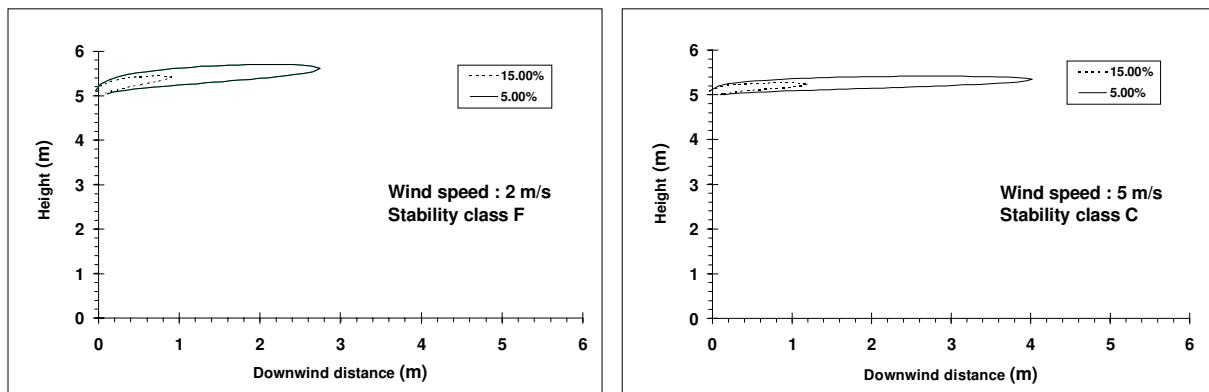 6
5
4
3
2
1
0
Height (m)
15.00%
5.00%
Wind speed : 2 m/s
Stability class F
0 1 2 3 4 5 6
Downwind distance (m)
6
5
4
3
2
1
0
Height (m)
15.00%
5.00%
Wind speed : 5 m/s
Stability class C
0 1 2 3 4 5 6
Downwind distance (m)